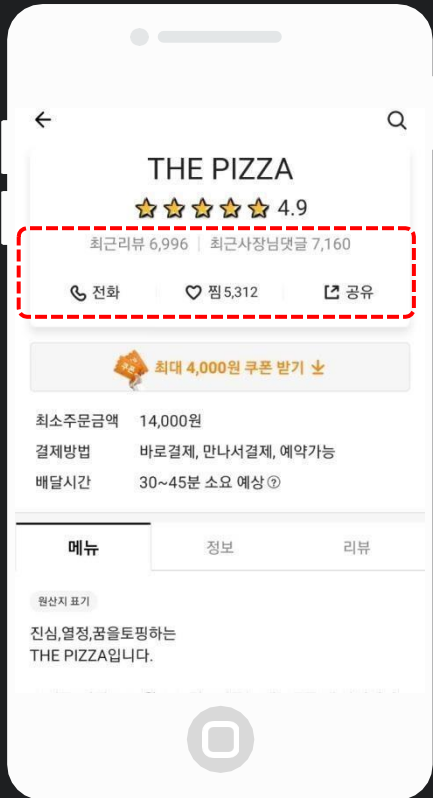 THE PIZZA
4.9
최근리뷰 6,996 | 최근사장님댓글 7,160
전화 찜 5,312 공유
최대 4,000원 쿠폰 받기
최소주문금액 14,000원
결제방법 바로결제, 만나서결제, 예약가능
배달시간 30~45분 소요 예상 ?
메뉴 정보 리뷰
원산지 표기
진심,열정,꿈을토핑하는
THE PIZZA입니다.